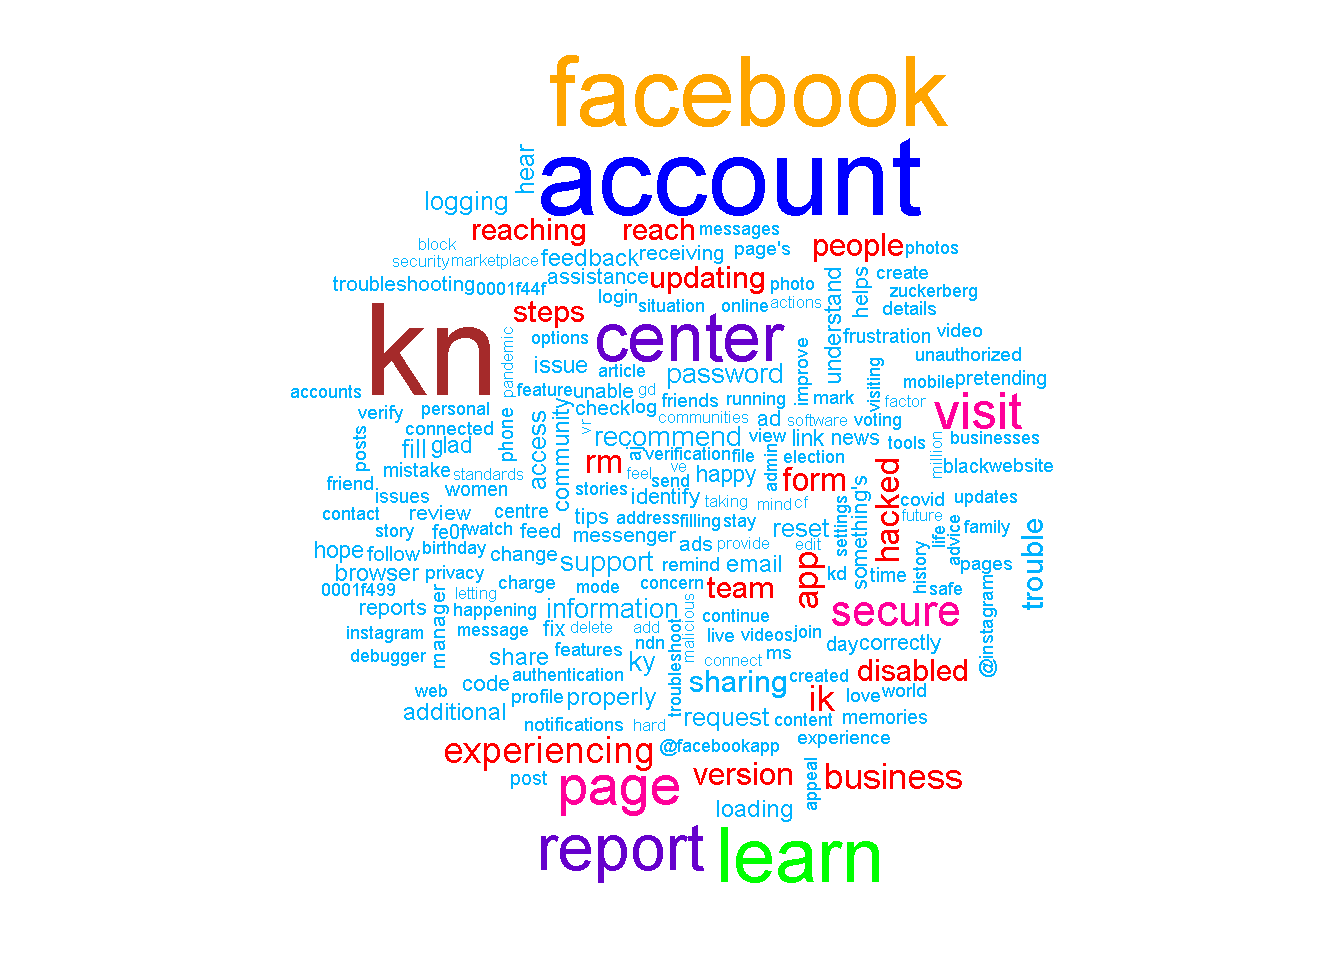 facebook
account
hear
logging
reaching reach messages
people photos
block
security marketplace feedback receiving page's
troubleshooting 0001f44f assistance updating photo understand helps create
zuckerberg
login situation online actions details
kn steps center frustration video
options
pandemic issue article password improve visiting unauthorized
accounts feature unable gd friends running mark mobile pretending
factor visit
verify personal check log communities ad software voting
connected phone access community vr recommend view link news tools businesses
posts fill glad ai verification file election million
mistake standards rm feel ve happy admin form hacked black website
friend issues women stories send identify taking mind cf something's covid updates
contact review centre tips address filling stay reset settings future
story fe0f watch feed messenger ads provide edit history life advice family trouble
hope follow birthday change support remind email app kd time pages
browser privacy charge mode concern team safe
0001f499 letting
reports manager happening information continue secure @instagram
instagram message fix delete add malicious live videos join day correctly
debugger share features ndn ky troubleshoot connect ms
authentication sharing created disabled
web code profile properly ik love world
additional notifications hard request content memories
experiencing @facebookapp experience
post page version appeal business
loading
report learn